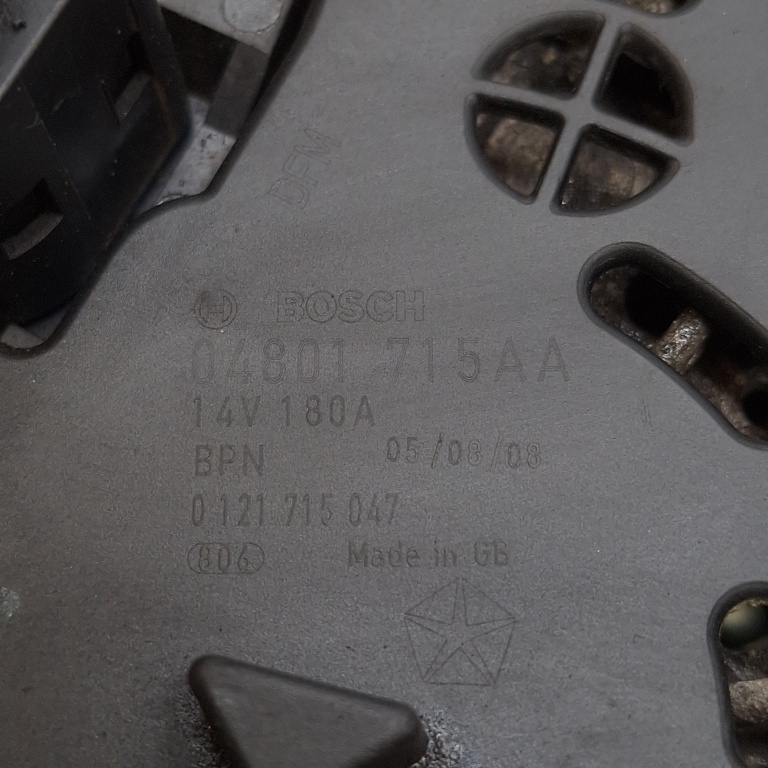 DFM
BOSCH
04801 715AA
14V 180A
BPN 05/08/08
0 121 715 047
806 Made in GB